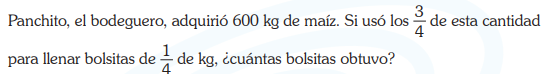 Panchito, el bodeguero, adquirió 600 kg de maíz. Si usó los 3/4 de esta cantidad
para llenar bolsitas de 1/4 de kg, ¿cuántas bolsitas obtuvo?